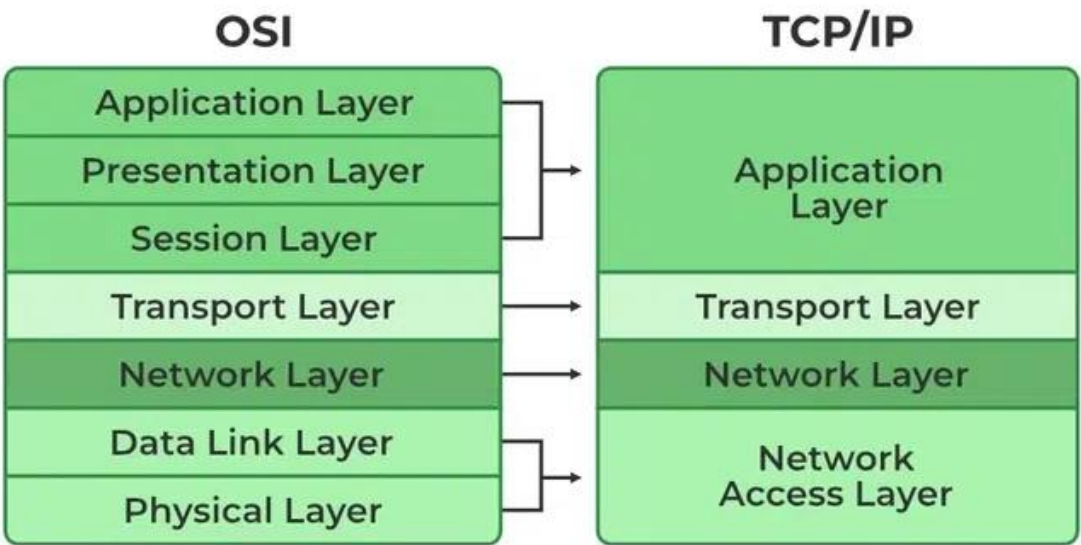 OSI
Application Layer
Presentation Layer
Session Layer
Transport Layer
Network Layer
Data Link Layer
Physical Layer
TCP/IP
Application
Layer
Transport Layer
Network Layer
Network
Access Layer